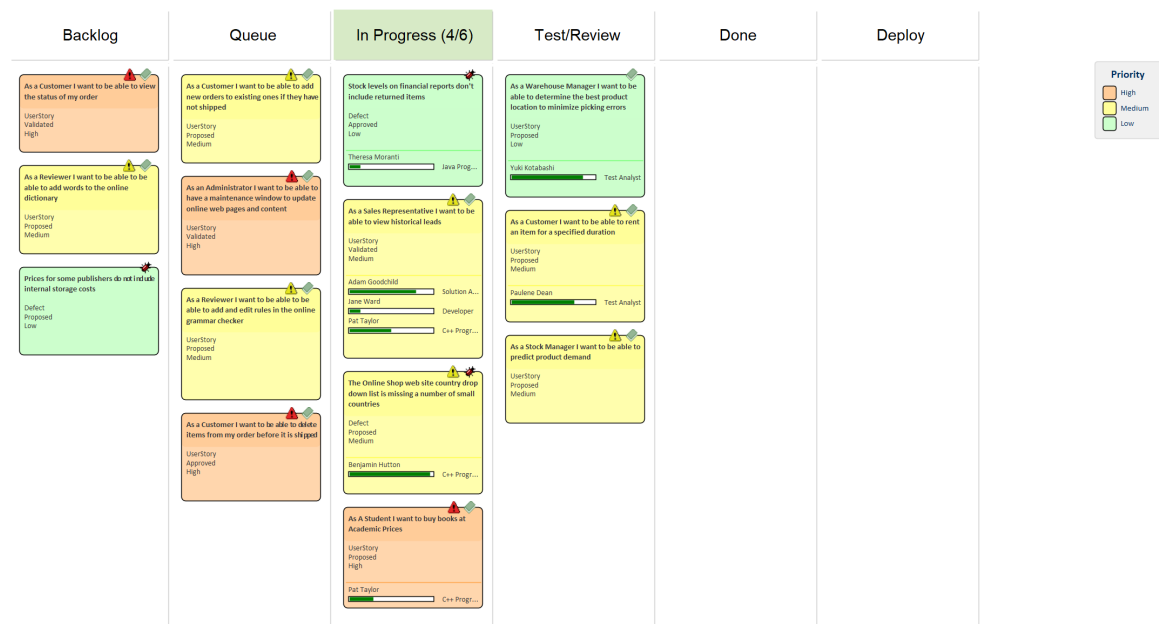 Backlog
Queue
In Progress (4/6)
Test/Review
Done
Deploy
As a Customer I want to be able to view
the status of my order
UserStory
Validated
High
As a Reviewer I want to be able to be
able to add words to the online
dictionary
UserStory
Proposed
Medium
Prices for some publishers do not include
internal storage costs
Defect
Proposed
Low
As a Customer I want to be able to add
new orders to existing ones if they have
not shipped
UserStory
Proposed
Medium
As an Administrator I want to be able to
have a maintenance window to update
online web pages and content
UserStory
Validated
High
As a Reviewer I want to be able to be
able to add and edit rules in the online
grammar checker
UserStory
Proposed
Medium
As a Customer I want to be able to delete
items from my order before it is shipped
UserStory
Approved
High
Stock levels on financial reports don't
include returned items
Defect
Approved
Low
Theresa Moranti
Java Prog...
As a Sales Representative I want to be
able to view historical leads
UserStory
Validated
Medium
Adam Goodchild
Solution A...
Jane Ward
Developer
Pat Taylor
C++ Progr...
The Online Shop web site country drop
down list is missing a number of small
countries
Defect
Proposed
Medium
Benjamin Hutton
C++ Progr...
As A Student I want to buy books at
Academic Prices
UserStory
Proposed
High
Pat Taylor
C++ Progr...
As a Warehouse Manager I want to be
able to determine the best product
location to minimize picking errors
UserStory
Proposed
Low
Yuki Kotabashi
Test Analyst
As a Customer I want to be able to rent
an item for a specified duration
UserStory
Proposed
Medium
Paulene Dean
Test Analyst
As a Stock Manager I want to be able to
predict product demand
UserStory
Proposed
Medium
Priority
High
Medium
Low